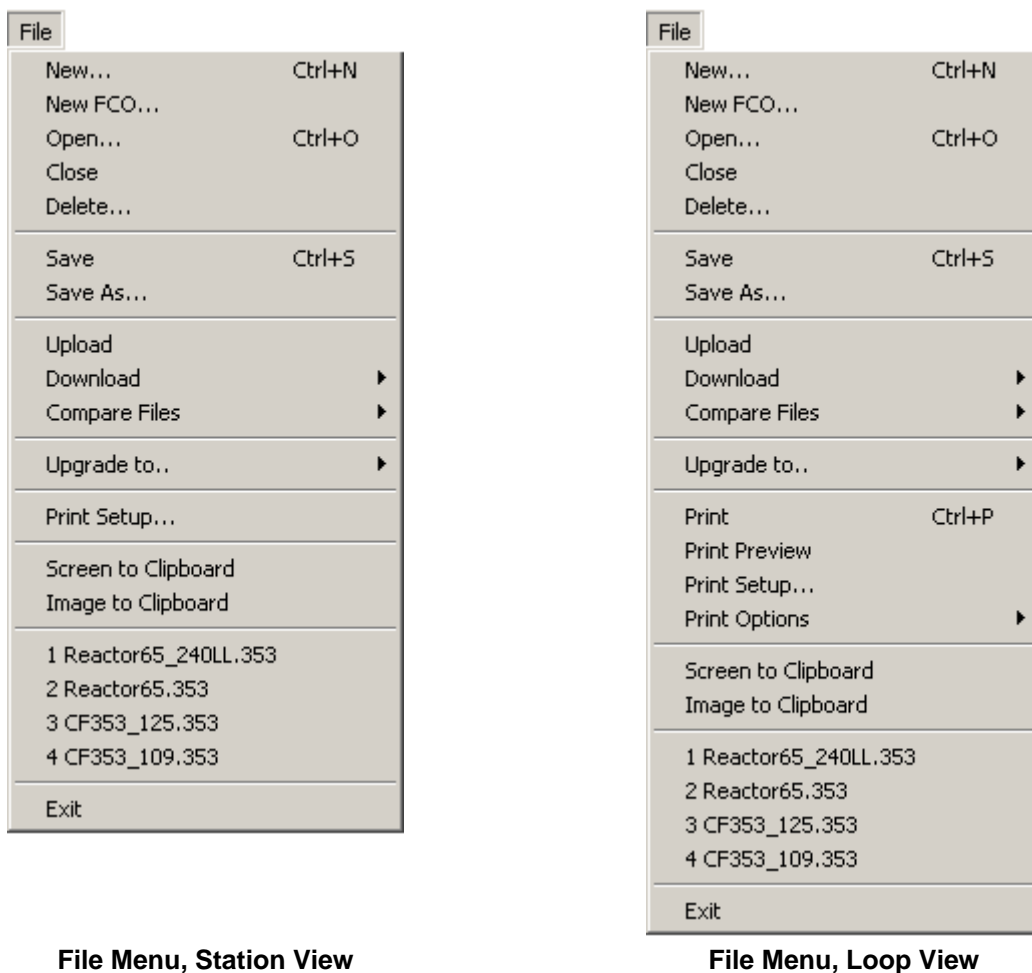 File
New... Ctrl+N
New FCO...
Open... Ctrl+O
Close
Delete...
Save Ctrl+S
Save As...
Upload
Download
Compare Files
Upgrade to..
Print Setup...
Screen to Clipboard
Image to Clipboard
1 Reactor65_240LL.353
2 Reactor65.353
3 CF353_125.353
4 CF353_109.353
Exit
File Menu, Station View
File
New... Ctrl+N
New FCO...
Open... Ctrl+O
Close
Delete...
Save Ctrl+S
Save As...
Upload
Download
Compare Files
Upgrade to..
Print Ctrl+P
Print Preview
Print Setup...
Print Options
Screen to Clipboard
Image to Clipboard
1 Reactor65_240LL.353
2 Reactor65.353
3 CF353_125.353
4 CF353_109.353
Exit
File Menu, Loop View